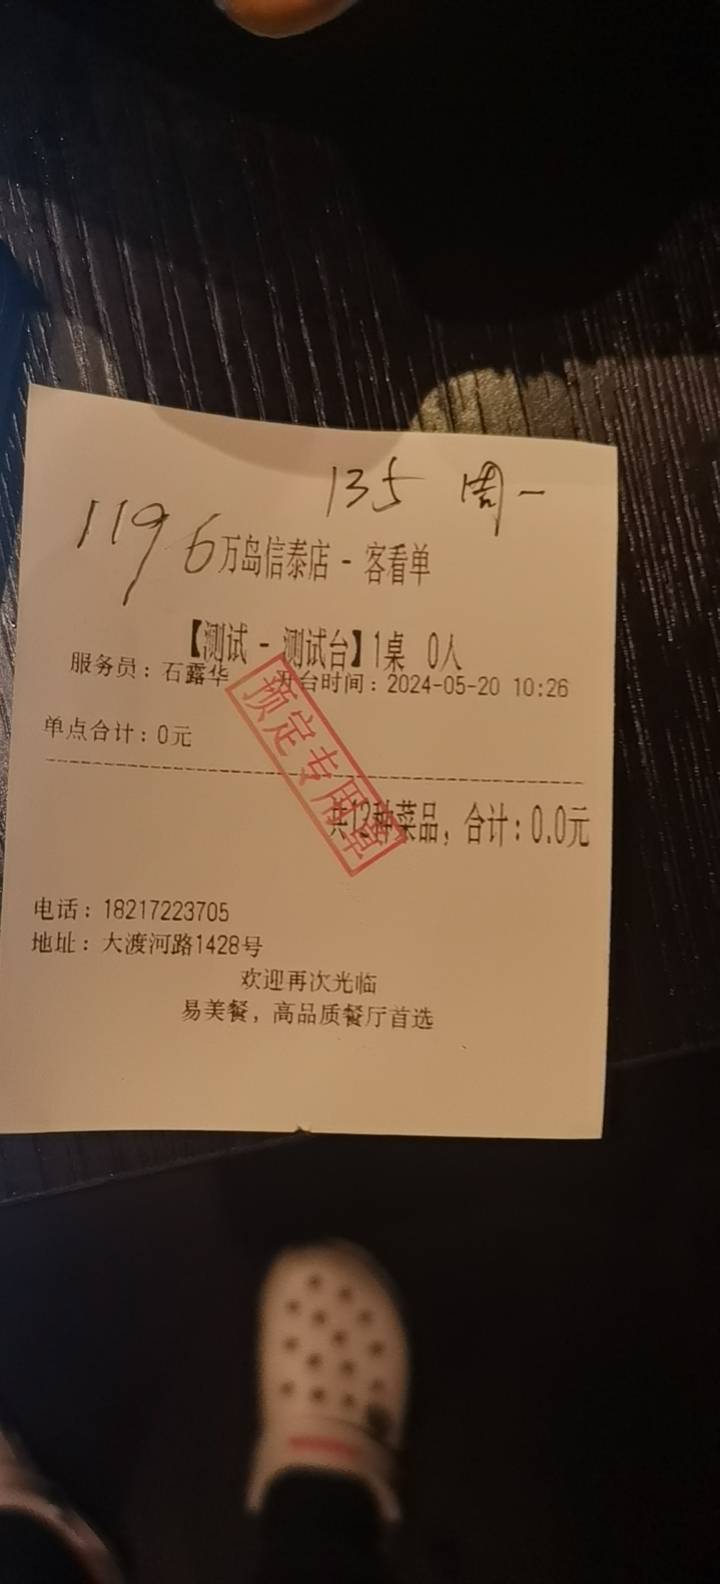 135 周一
1196
万岛信泰店 - 客看单
【测试 - 测试台】1桌 0人
服务员：石露华 开台时间：2024-05-20 10:26
预定专用章
单点合计：0元
共12种菜品，合计：0.0元
电话：18217223705
地址：大渡河路1428号
欢迎再次光临
易美餐，高品质餐厅首选